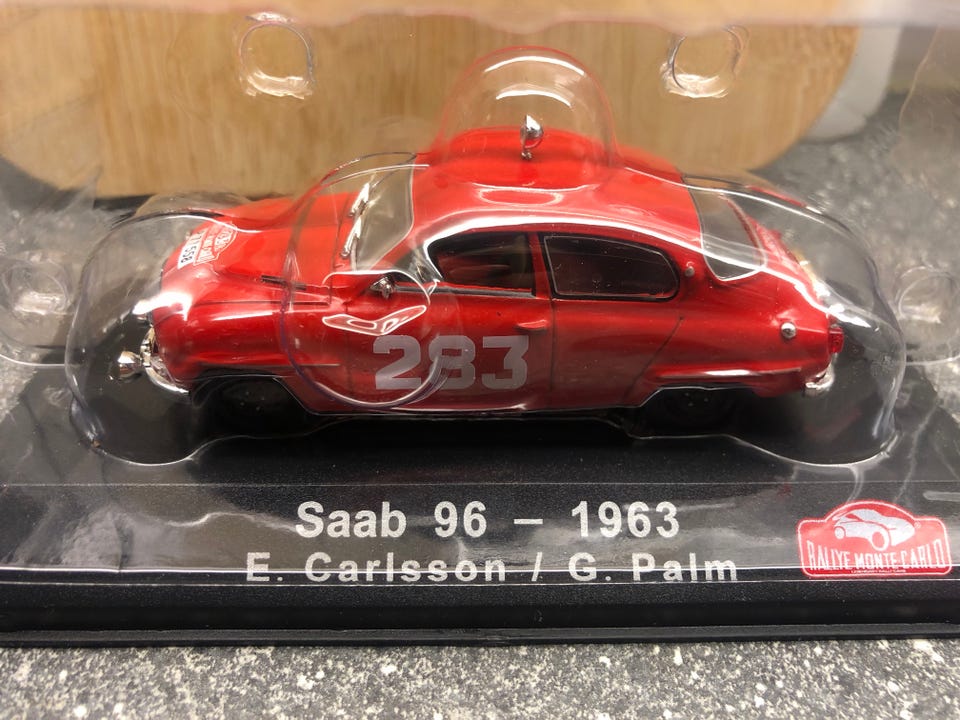 283
Saab 96 – 1963
E. Carlsson / G. Palm
RALLYE MONTE CARLO